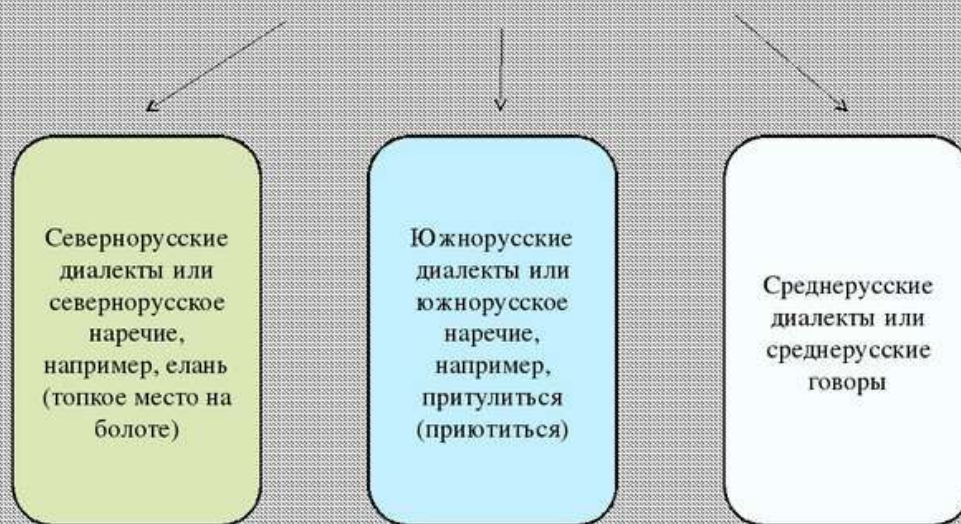 Севернорусские
диалекты или
севернорусское
наречие,
например, елань
(топкое место на
болоте)
Южнорусские
диалекты или
южнорусское
наречие,
например,
притулиться
(приютиться)
Среднерусские
диалекты или
среднерусские
говоры